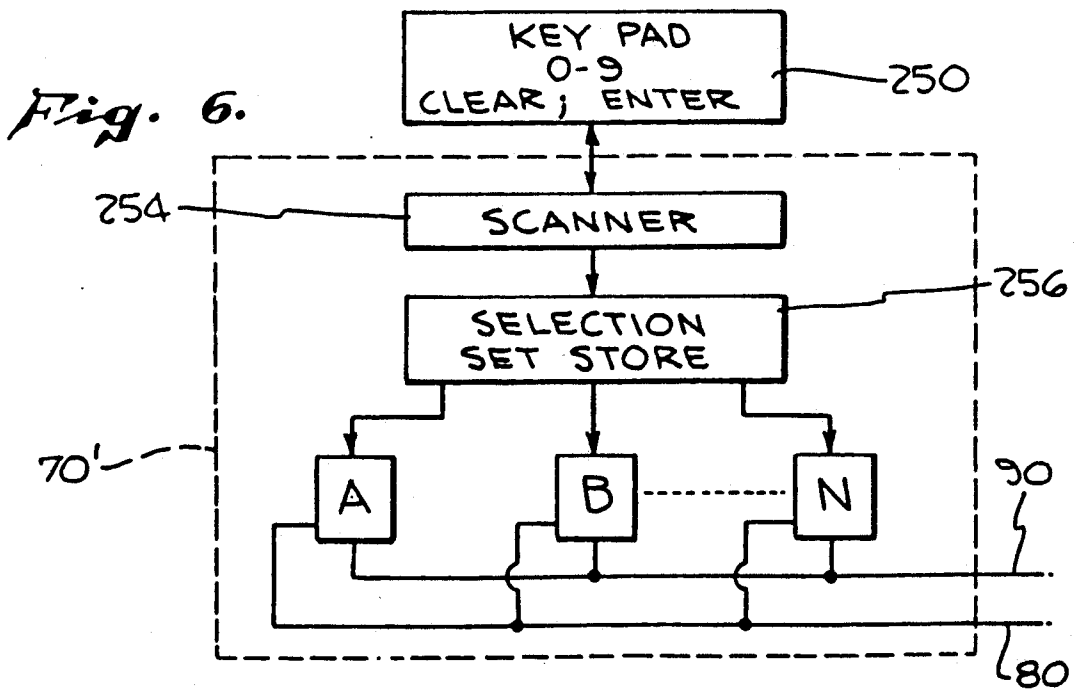 Fig. 6.
KEY PAD
0-9
CLEAR; ENTER
250
254
SCANNER
256
SELECTION
SET STORE
70'
A
B
N
90
80